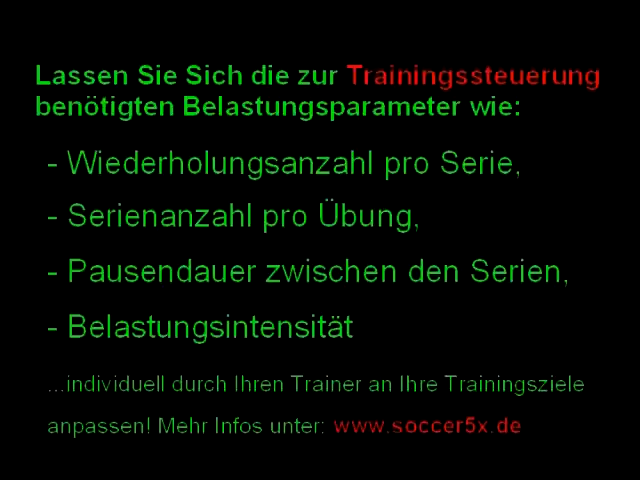 Lassen Sie Sich die zur Trainingssteuerung
benötigten Belastungsparameter wie:
- Wiederholungsanzahl pro Serie,
- Serienanzahl pro Übung,
- Pausendauer zwischen den Serien,
- Belastungsintensität
...individuell durch Ihren Trainer an Ihre Trainingsziele
anpassen! Mehr Infos unter: www.soccer5x.de